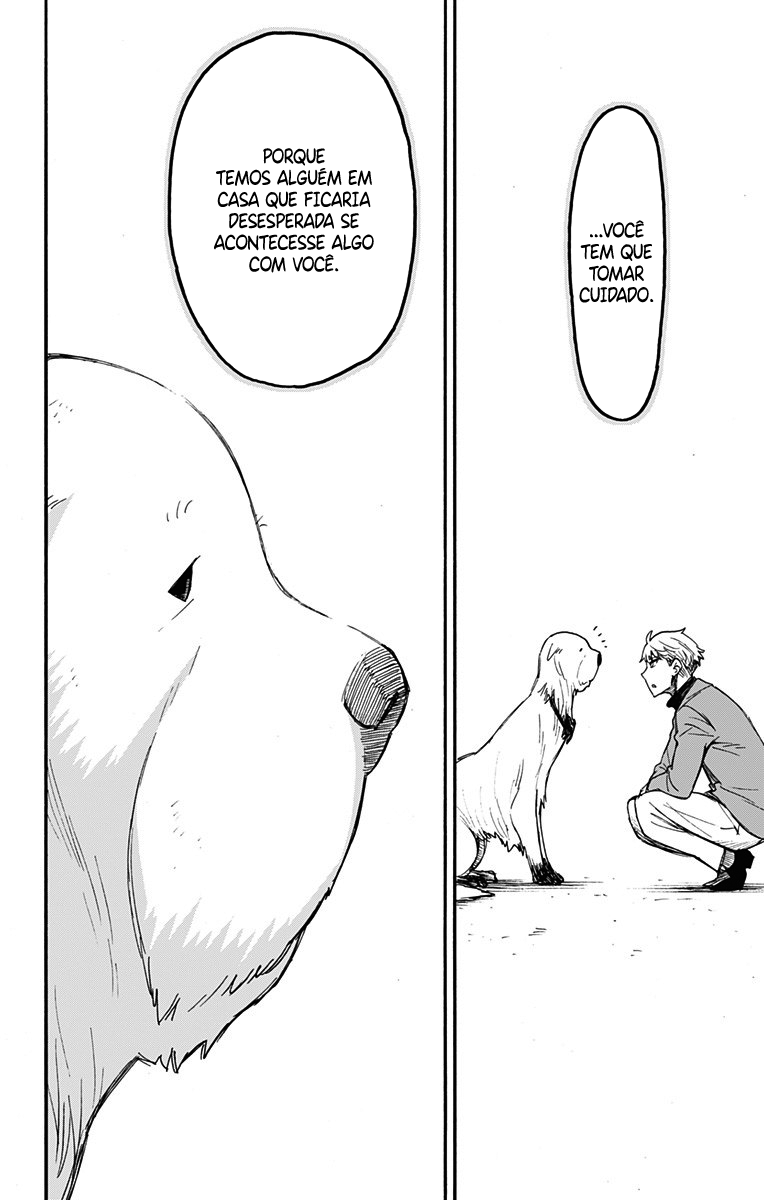 ...VOCÊ
TEM QUE
TOMAR
CUIDADO.
PORQUE
TEMOS ALGUÉM EM
CASA QUE FICARIA
DESESPERADA SE
ACONTECESSE ALGO
COM VOCÊ.